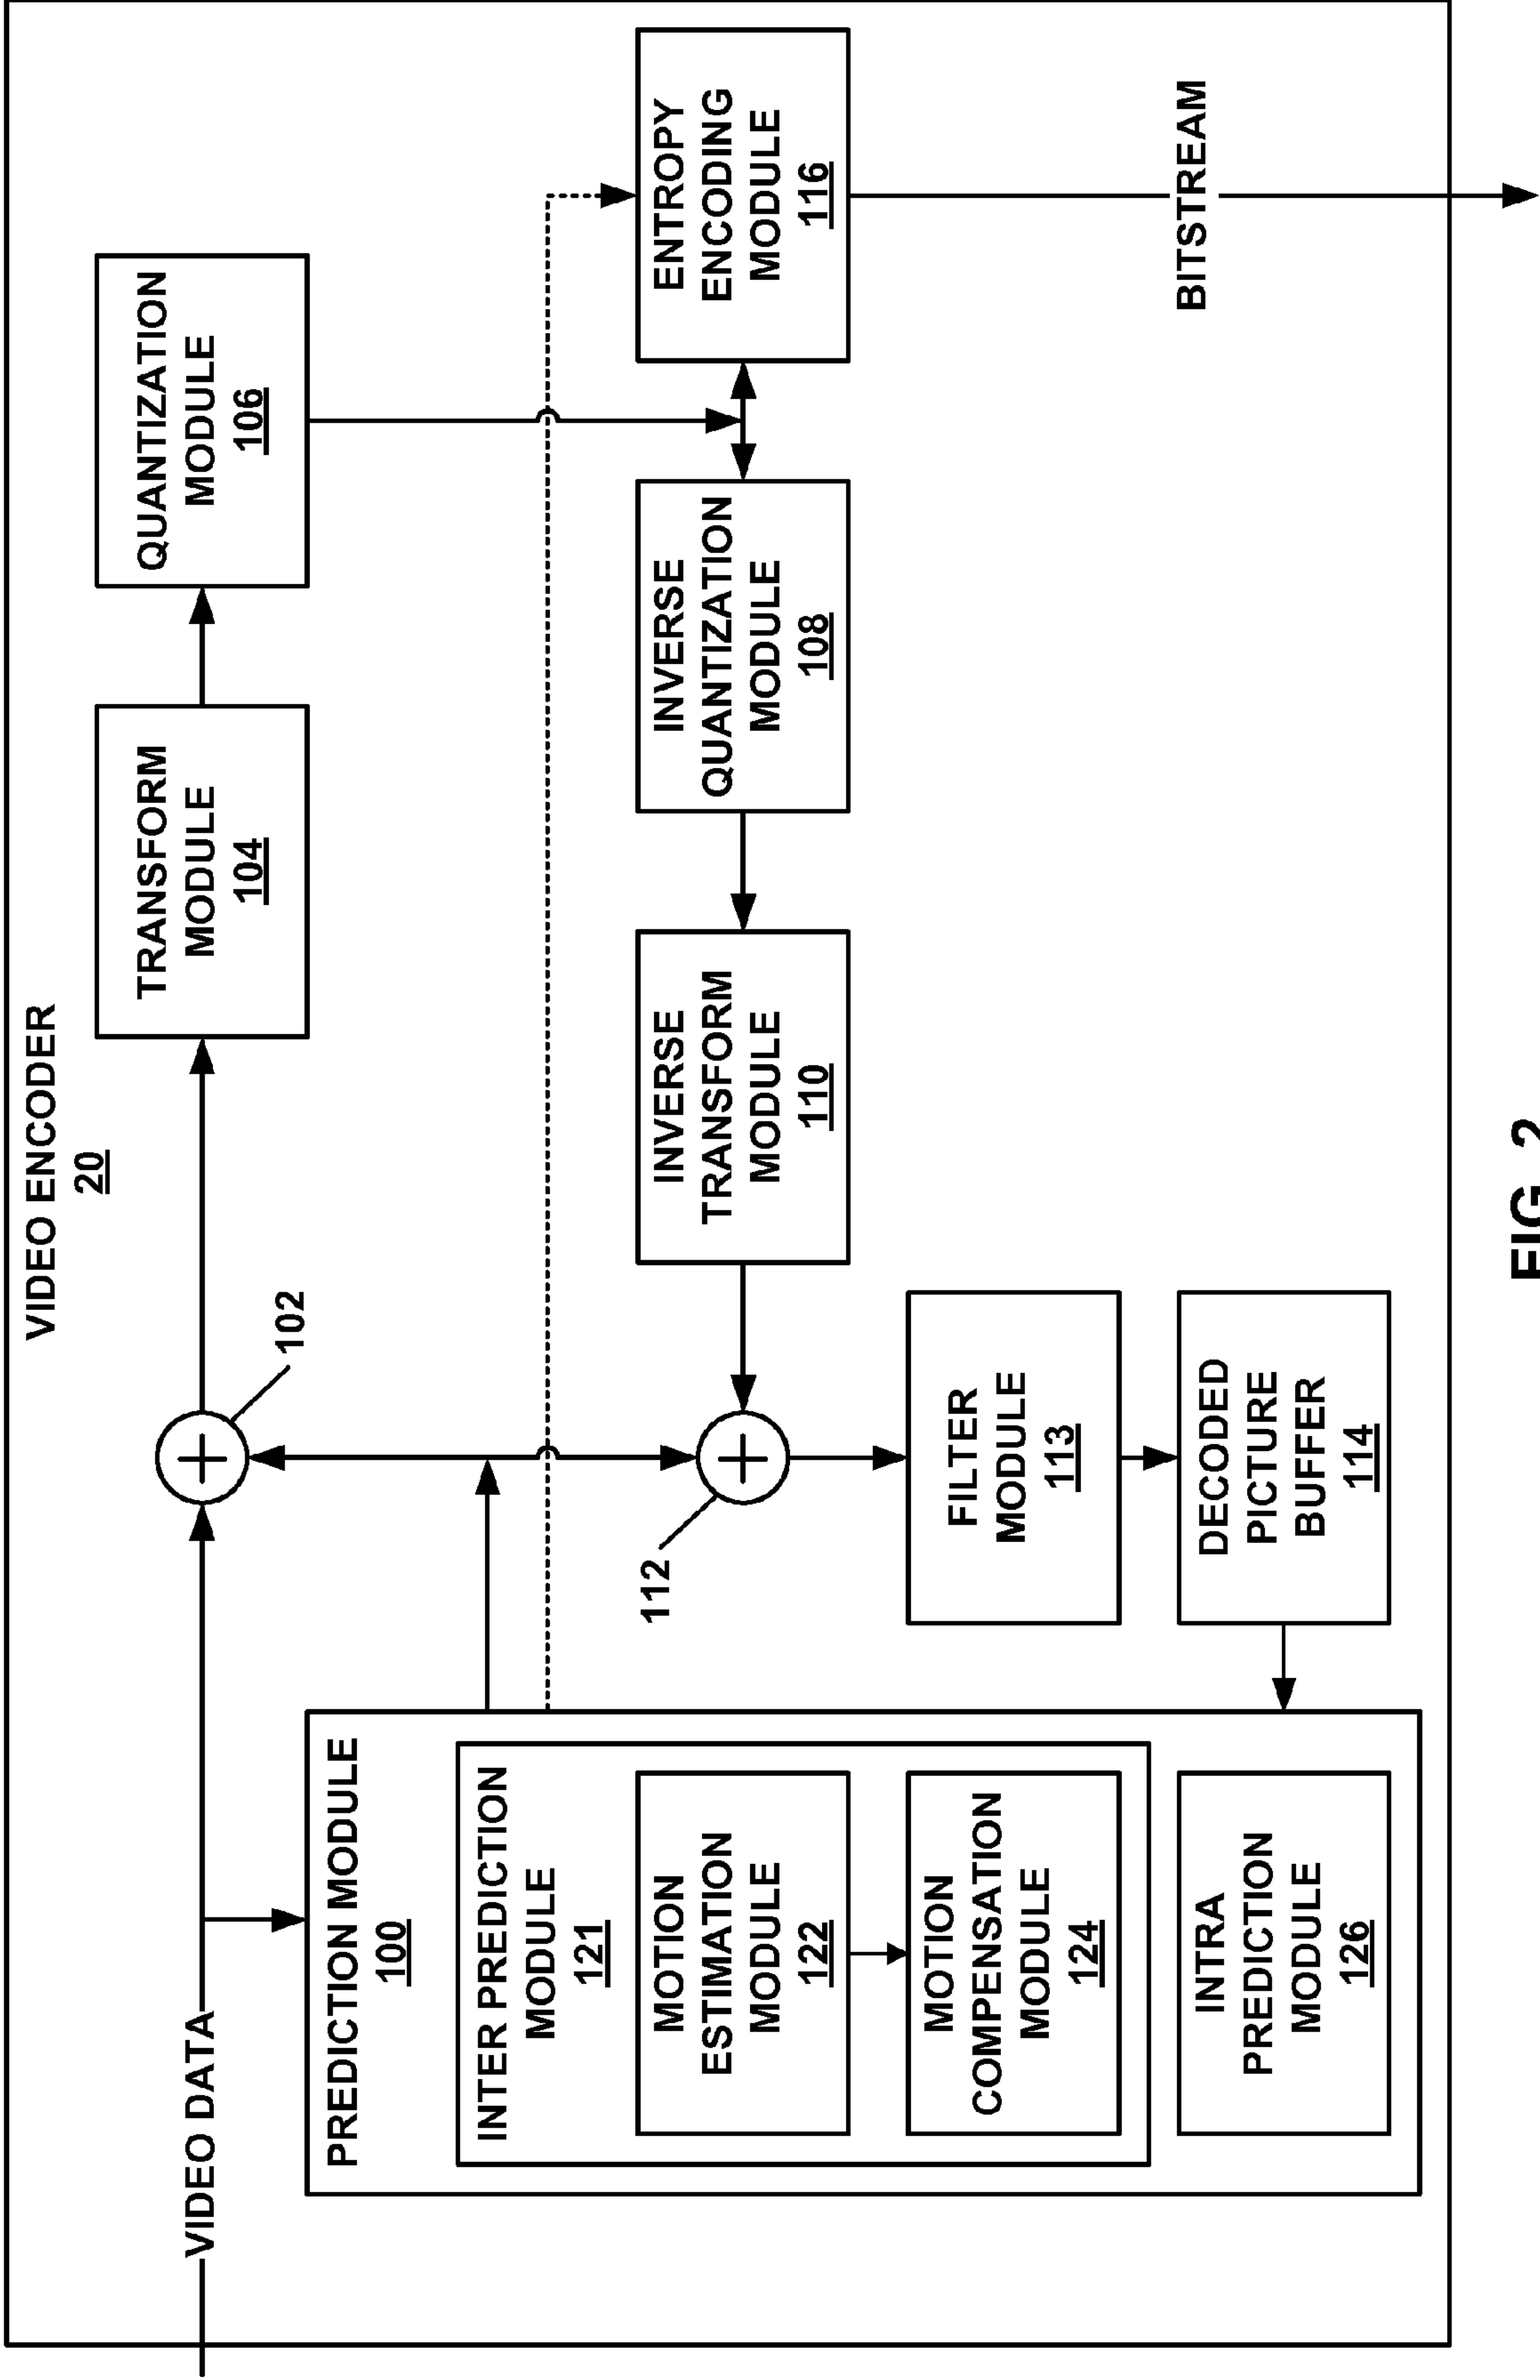 VIDEO ENCODER
20
VIDEO DATA
102
TRANSFORM
MODULE
104
QUANTIZATION
MODULE
106
PREDICTION MODULE
100
INTER PREDICTION
MODULE
121
MOTION
ESTIMATION
MODULE
122
MOTION
COMPENSATION
MODULE
124
INTRA
PREDICTION
MODULE
126
112
INVERSE
TRANSFORM
MODULE
110
INVERSE
QUANTIZATION
MODULE
108
ENTROPY
ENCODING
MODULE
116
FILTER
MODULE
113
DECODED
PICTURE
BUFFER
114
BITSTREAM
FIG. 2